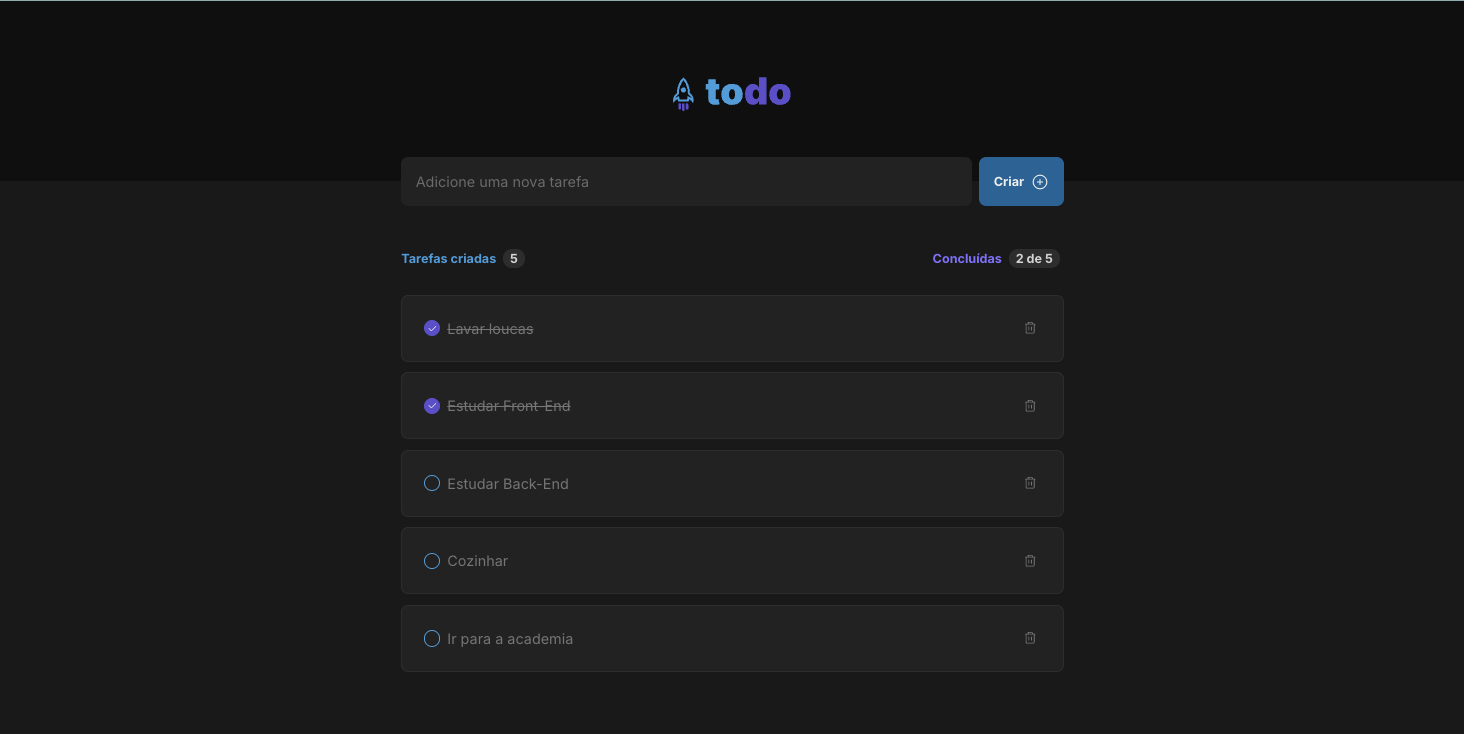 todo
Adicione uma nova tarefa
Criar
Tarefas criadas 5
Concluídas 2 de 5
Lavar loucas
Estudar Front-End
Estudar Back-End
Cozinhar
Ir para a academia